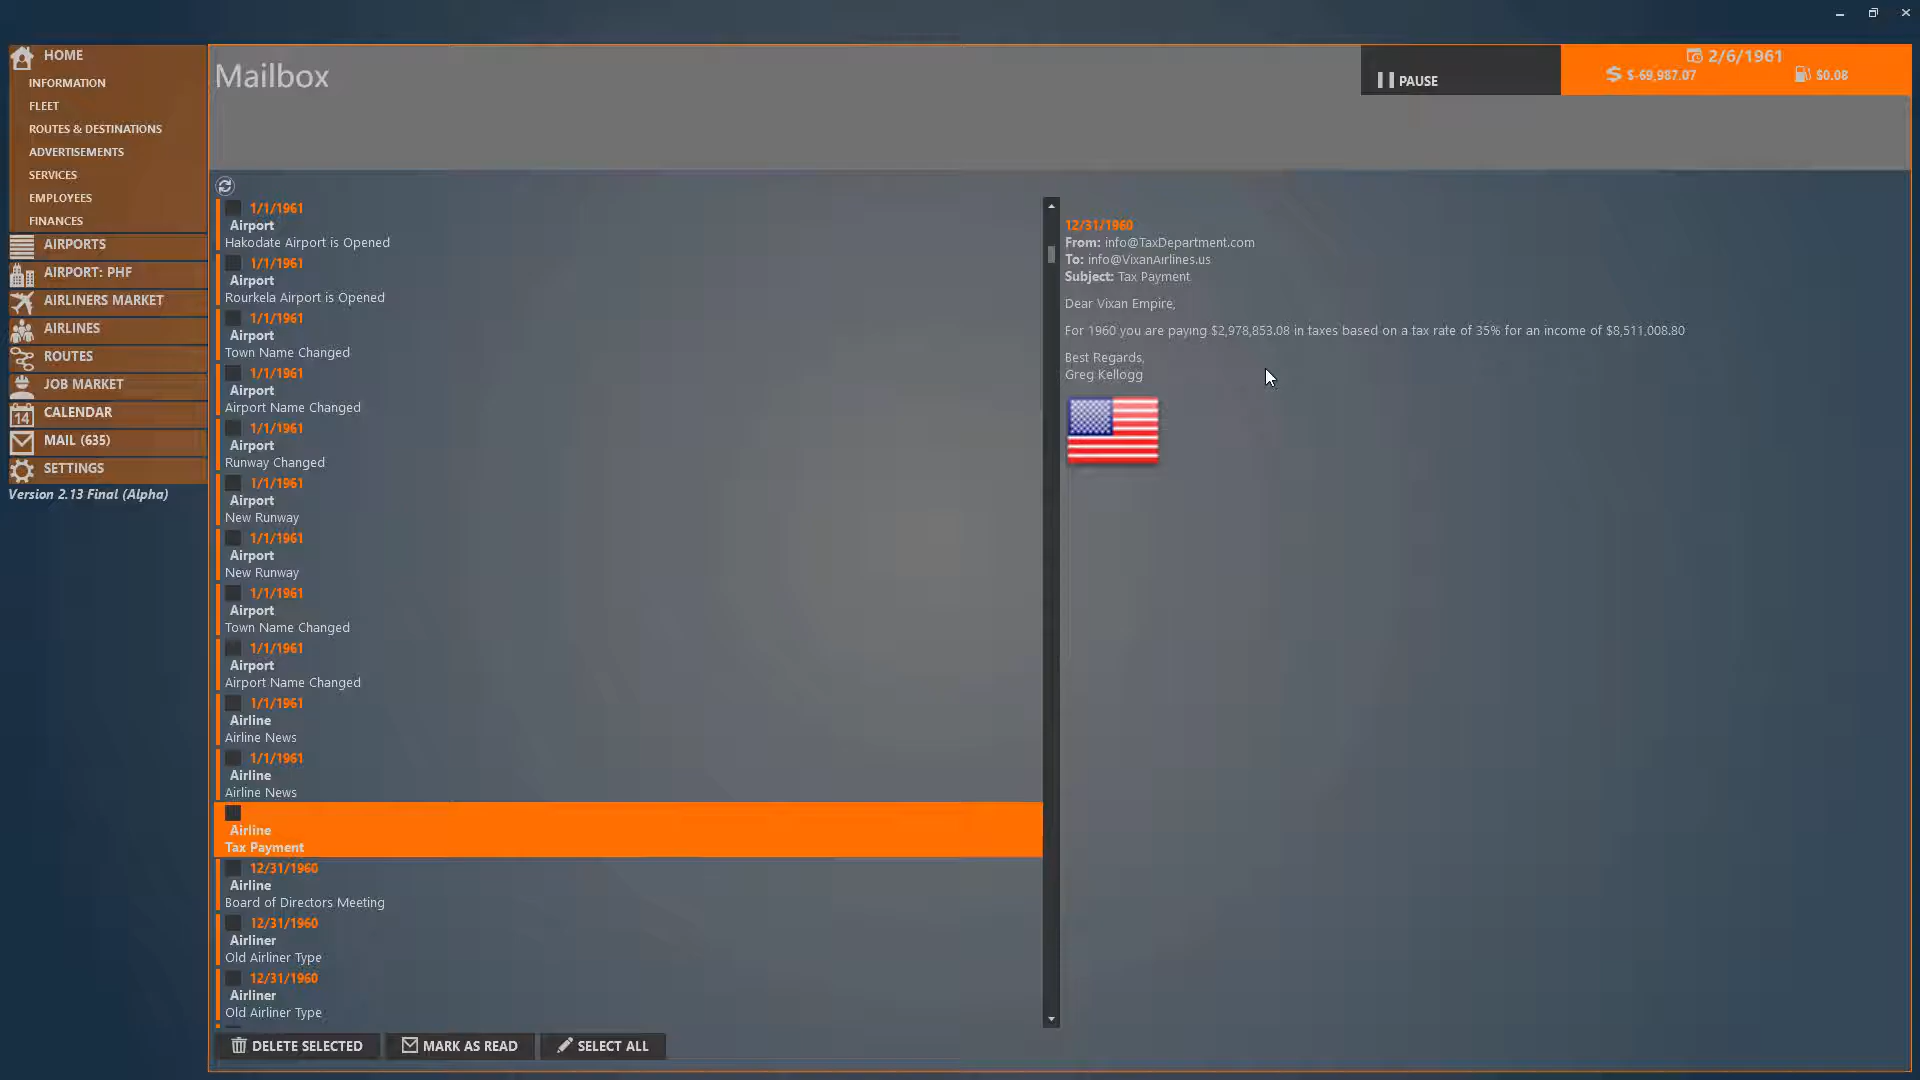 HOME
INFORMATION
FLEET
ROUTES & DESTINATIONS
ADVERTISEMENTS
SERVICES
EMPLOYEES
FINANCES
AIRPORTS
AIRPORT: PHF
AIRLINERS MARKET
AIRLINES
ROUTES
JOB MARKET
14 CALENDAR
MAIL (635)
SETTINGS
Version 2.13 Final (Alpha)
Mailbox
PAUSE
2/6/1961
$-69,987.07 $0.08
1/1/1961
Airport
Hakodate Airport is Opened
1/1/1961
Airport
Rourkela Airport is Opened
1/1/1961
Airport
Town Name Changed
1/1/1961
Airport
Airport Name Changed
1/1/1961
Airport
Runway Changed
1/1/1961
Airport
New Runway
1/1/1961
Airport
New Runway
1/1/1961
Airport
Town Name Changed
1/1/1961
Airport
Airport Name Changed
1/1/1961
Airline
Airline News
1/1/1961
Airline
Airline News
Airline
Tax Payment
12/31/1960
Airline
Board of Directors Meeting
12/31/1960
Airliner
Old Airliner Type
12/31/1960
Airliner
Old Airliner Type
DELETE SELECTED
MARK AS READ
SELECT ALL
12/31/1960
From: info@TaxDepartment.com
To: info@VixanAirlines.us
Subject: Tax Payment
Dear Vixan Empire,
For 1960 you are paying $2,978,853.08 in taxes based on a tax rate of 35% for an income of $8,511,008.80
Best Regards,
Greg Kellogg